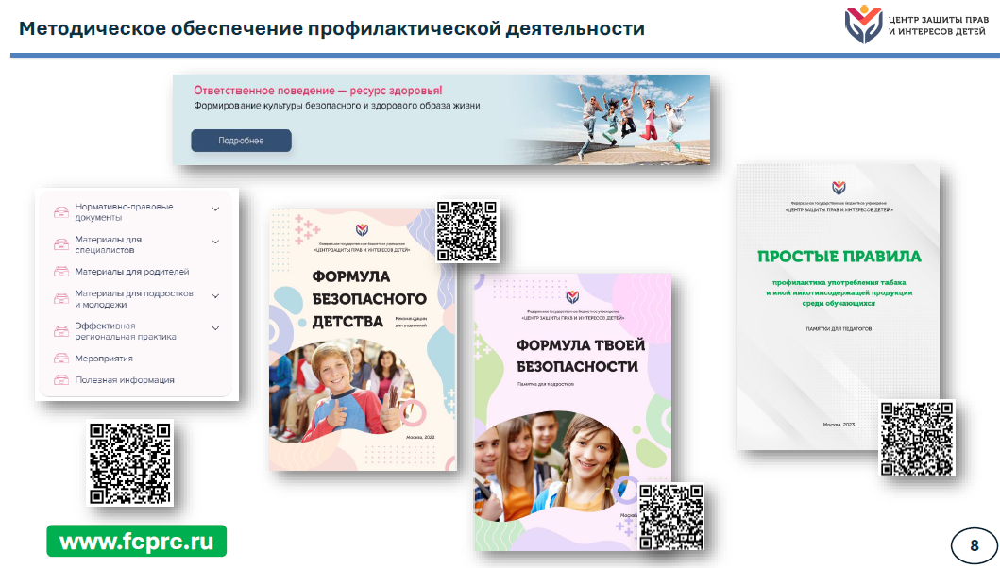 Методическое обеспечение профилактической деятельности
ЦЕНТР ЗАЩИТЫ ПРАВ
И ИНТЕРЕСОВ ДЕТЕЙ
Ответственное поведение — ресурс здоровья!
Формирование культуры безопасного и здорового образа жизни
Подробнее
Нормативно-правовые
документы
Материалы для
специалистов
Материалы для родителей
Материалы для подростков
и молодежи
Эффективная
региональная практика
Мероприятия
Полезная информация
www.fcprc.ru
Федеральное государственное бюджетное учреждение
«ЦЕНТР ЗАЩИТЫ ПРАВ И ИНТЕРЕСОВ ДЕТЕЙ»
ФОРМУЛА
БЕЗОПАСНОГО
ДЕТСТВА
Рекомендации
для родителей
Москва, 2022
Федеральное государственное бюджетное учреждение
«ЦЕНТР ЗАЩИТЫ ПРАВ И ИНТЕРЕСОВ ДЕТЕЙ»
ФОРМУЛА ТВОЕЙ
БЕЗОПАСНОСТИ
Памятка для подростков
Федеральное государственное бюджетное учреждение
«ЦЕНТР ЗАЩИТЫ ПРАВ И ИНТЕРЕСОВ ДЕТЕЙ»
ПРОСТЫЕ ПРАВИЛА
профилактика употребления табака
и иной никотинсодержащей продукции
среди обучающихся
ПАМЯТКИ ДЛЯ ПЕДАГОГОВ
Москва, 2023
8